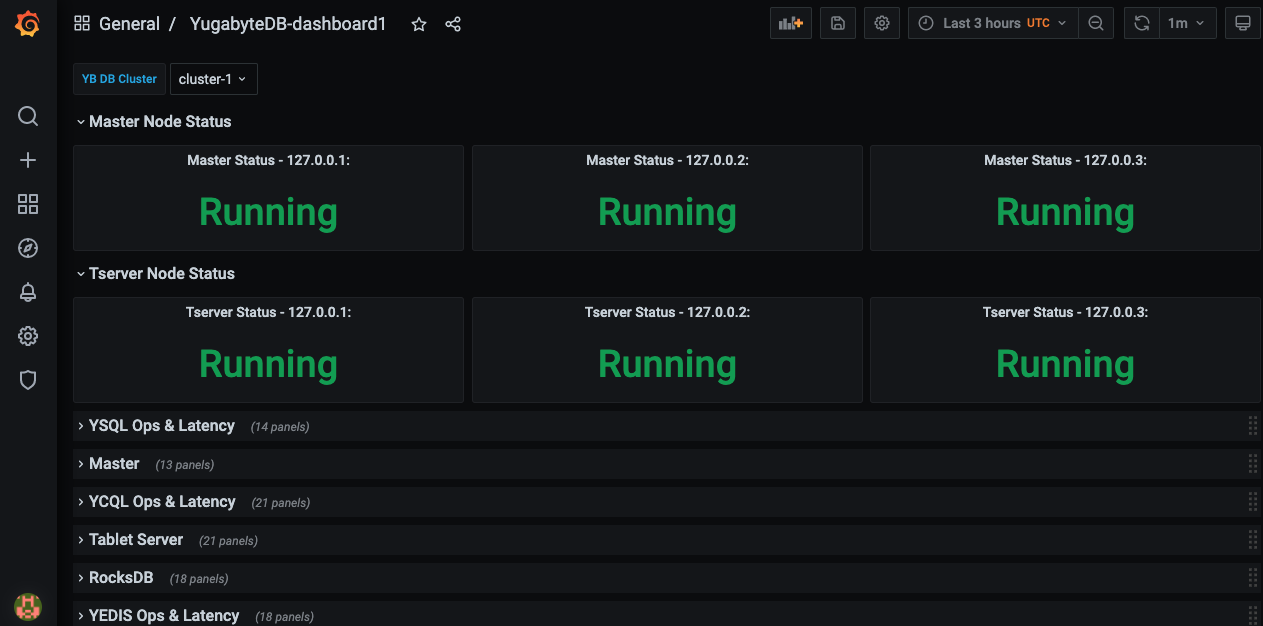 General / YugabyteDB-dashboard1 Last 3 hours UTC 1m
YB DB Cluster cluster-1
Master Node Status
Master Status - 127.0.0.1: Master Status - 127.0.0.2: Master Status - 127.0.0.3:
Running Running Running
Tserver Node Status
Tserver Status - 127.0.0.1: Tserver Status - 127.0.0.2: Tserver Status - 127.0.0.3:
Running Running Running
YSQL Ops & Latency (14 panels)
Master (13 panels)
YCQL Ops & Latency (21 panels)
Tablet Server (21 panels)
RocksDB (18 panels)
YEDIS Ops & Latency (18 panels)